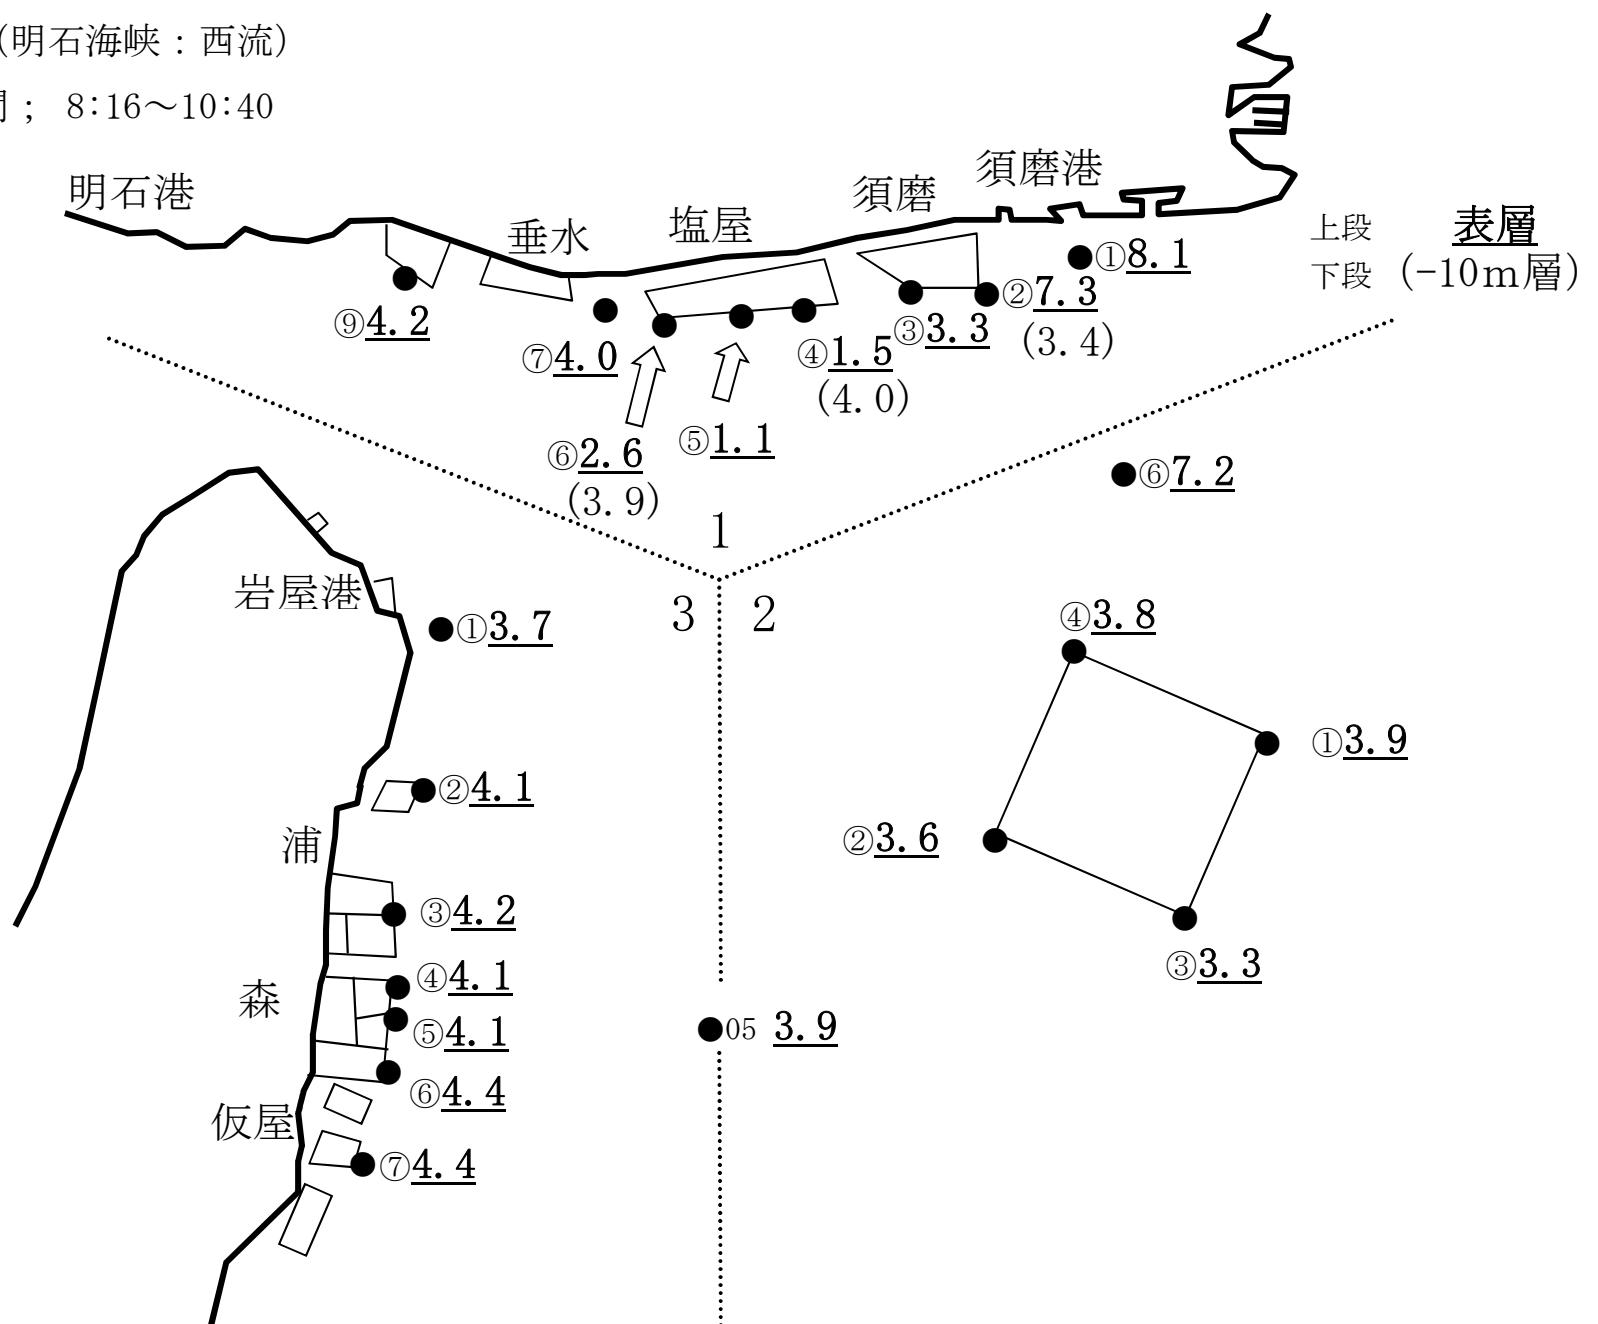 (明石海峡：西流)
； 8:16～10:40
明石港
垂水
塩屋
須磨
須磨港
上段 表層
下段 (-10m層)
①8.1
②7.3
(3.4)
③3.3
④1.5
(4.0)
⑤1.1
⑥2.6
(3.9)
⑦4.0
⑨4.2
1
⑥7.2
3 2
岩屋港
①3.7
④3.8
①3.9
②3.6
③3.3
②4.1
浦
③4.2
④4.1
森
⑤4.1
05 3.9
⑥4.4
仮屋
⑦4.4